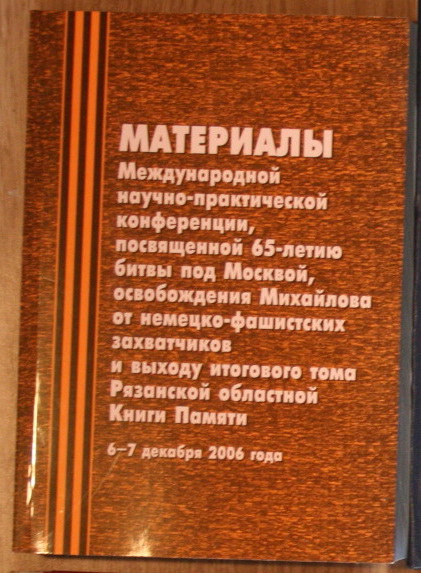 МАТЕРИАЛЫ
Международной
научно-практической
конференции,
посвященной 65-летию
битвы под Москвой,
освобождения Михайлова
от немецко-фашистских
захватчиков
и выходу итогового тома
Рязанской областной
Книги Памяти
6–7 декабря 2006 года